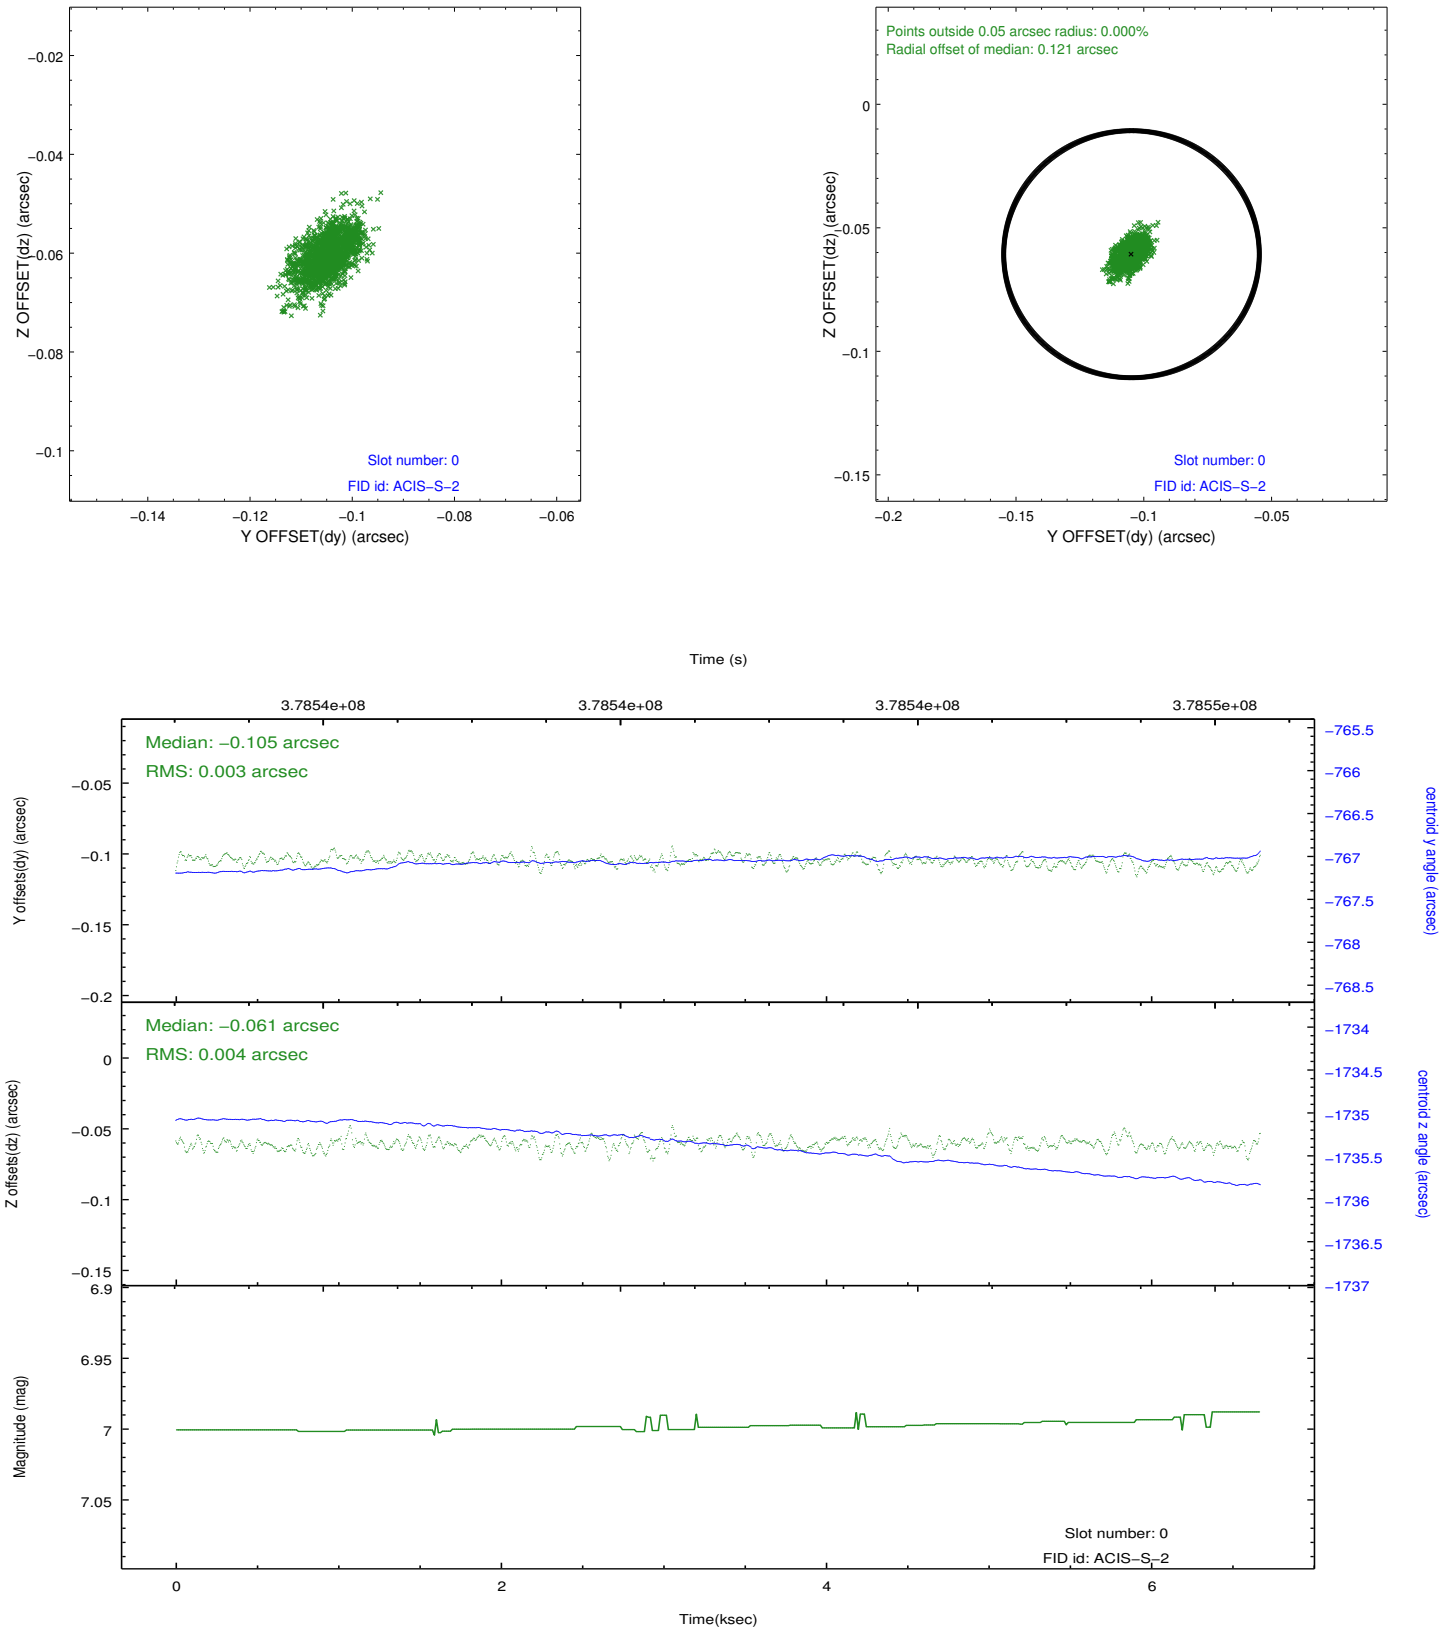 −0.02
−0.04
−0.06
−0.08
−0.1
Z OFFSET(dz) (arcsec)
Slot number: 0
FID id: ACIS−S−2
−0.14
−0.12
−0.1
−0.08
−0.06
Y OFFSET(dy) (arcsec)
Points outside 0.05 arcsec radius: 0.000%
Radial offset of median: 0.121 arcsec
0
−0.05
−0.1
−0.15
Z OFFSET(dz) (arcsec)
Slot number: 0
FID id: ACIS−S−2
−0.2
−0.15
−0.1
−0.05
Y OFFSET(dy) (arcsec)
Time (s)
3.7854e+08
3.7854e+08
3.7854e+08
3.7855e+08
Median: −0.105 arcsec
RMS: 0.003 arcsec
−0.05
−0.1
−0.15
−0.2
Y offsets(dy) (arcsec)
−765.5
−766
−766.5
−767
−767.5
−768
−768.5
centroid y angle (arcsec)
Median: −0.061 arcsec
RMS: 0.004 arcsec
0
−0.05
−0.1
−0.15
Z offsets(dz) (arcsec)
−1734
−1734.5
−1735
−1735.5
−1736
−1736.5
−1737
centroid z angle (arcsec)
6.9
6.95
7
7.05
Magnitude (mag)
Slot number: 0
FID id: ACIS−S−2
0
2
4
6
Time(ksec)